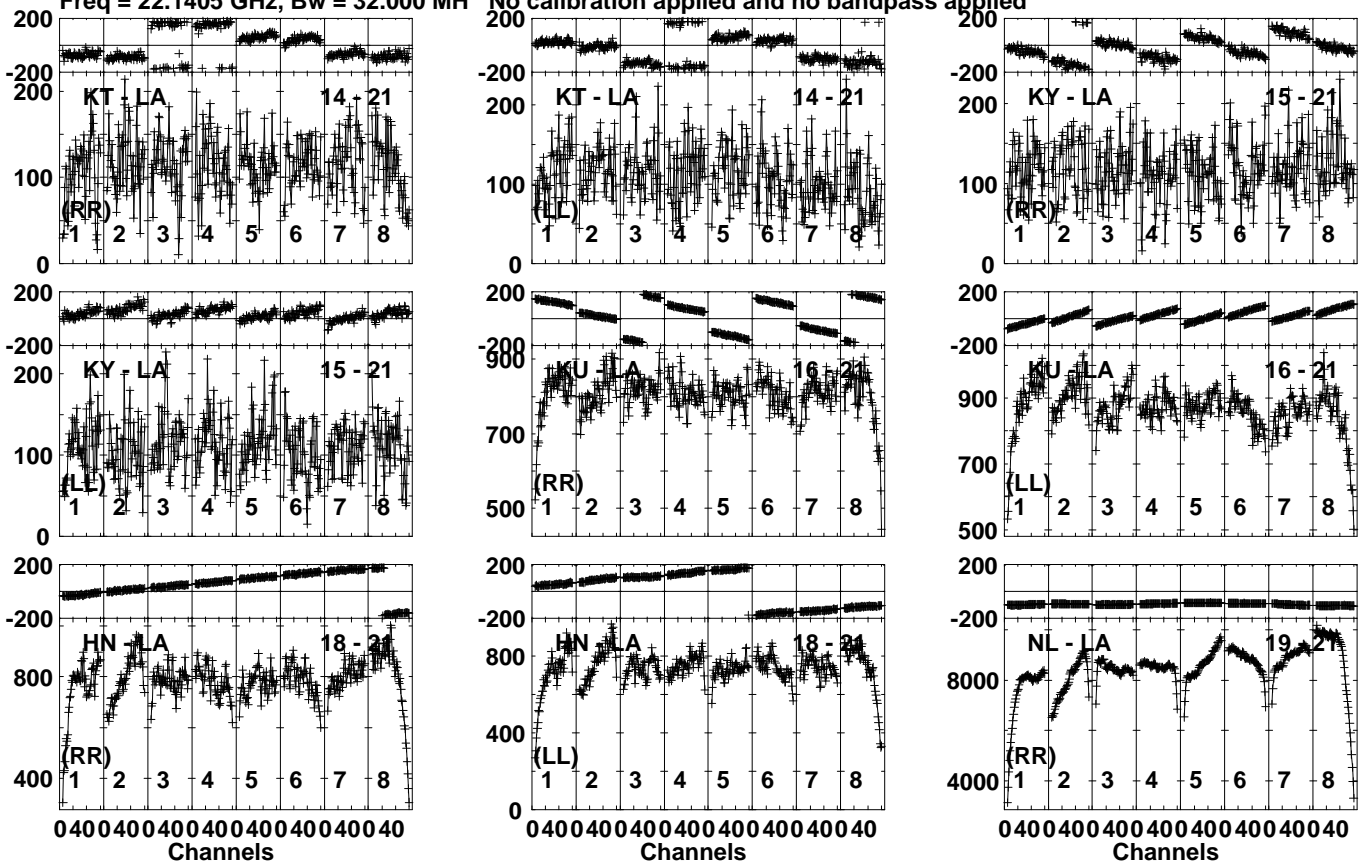 Freq = 22.1405 GHz, Bw = 32.000 MH No calibration applied and no bandpass applied
200 200 200
-200 -200 -200
200 KT - LA 14 - 21 200 KT - LA 14 - 21 200 KY - LA 15 - 21
100 100 100
(RR) (LL) (RR)
1 2 3 4 5 6 7 8 1 2 3 4 5 6 7 8 1 2 3 4 5 6 7 8
0 0 0
200 200 200
-200 -200 -200
200 KY - LA 15 - 21 900 KU - LA 16 - 21 KU - LA 16 - 21
900
100 700 700
(LL) (RR) (LL)
1 2 3 4 5 6 7 8 500 1 2 3 4 5 6 7 8 500 1 2 3 4 5 6 7 8
0
200 200 200
-200 -200 -200
HN - LA 18 - 21 HN - LA 18 - 21 NL - LA 19 - 21
800 800 8000
400
(RR) (LL) (RR)
400 1 2 3 4 5 6 7 8 1 2 3 4 5 6 7 8 4000 1 2 3 4 5 6 7 8
0
0 40 0 40 0 40 0 40 0 40 0 40 0 40 0 40 0 40 0 40 0 40 0 40 0 40 0 40 0 40 0 40 0 40 0 40 0 40 0 40 0 40 0 40 0 40 0 40
Channels Channels Channels